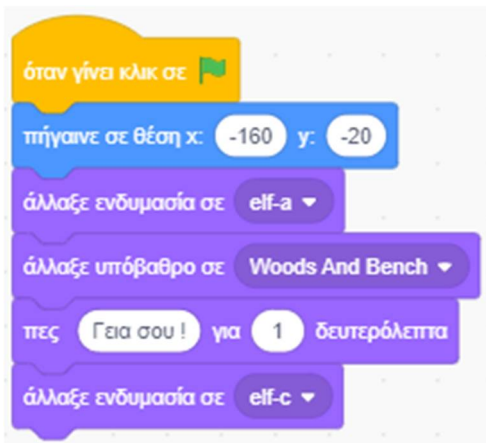 όταν γίνει κλικ σε
πήγαινε σε θέση x: -160 y: -20
άλλαξε ενδυμασία σε elf-a
άλλαξε υπόβαθρο σε Woods And Bench
πες Γεια σου ! για 1 δευτερόλεπτα
άλλαξε ενδυμασία σε elf-c